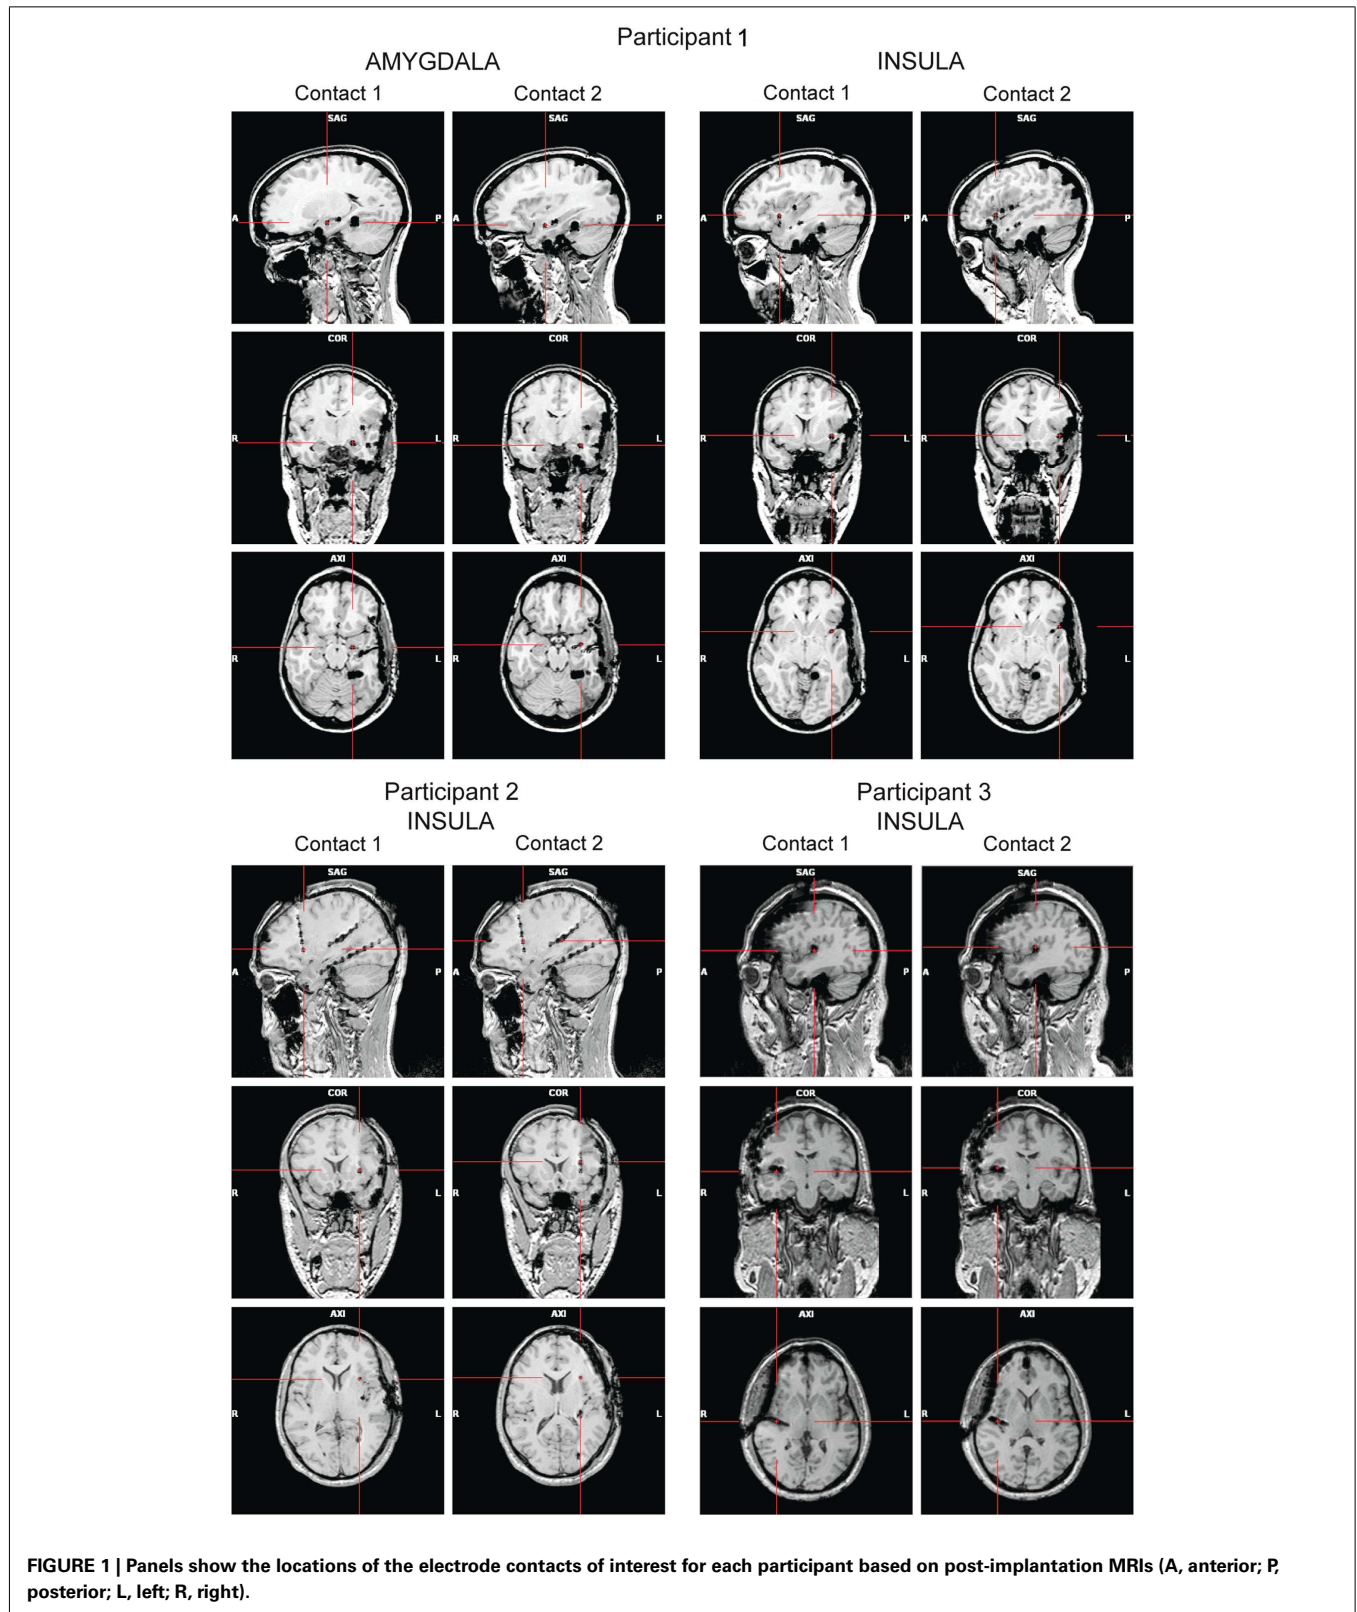 Participant 1
AMYGDALA INSULA
Contact 1 Contact 2 Contact 1 Contact 2
SAG SAG SAG SAG
A P P A P A P
COR COR COR COR
R L R L R L R L
AXI AXI AXI AXI
R L R L R L R L
Participant 2 Participant 3
INSULA INSULA
Contact 1 Contact 2 Contact 1 Contact 2
SAG SAG SAG SAG
A P A P A P A P
COR COR COR COR
R L R L R L R L
AXI AXI AXI AXI
R L R L R L R L
FIGURE 1 | Panels show the locations of the electrode contacts of interest for each participant based on post-implantation MRIs (A, anterior; P,
posterior; L, left; R, right).